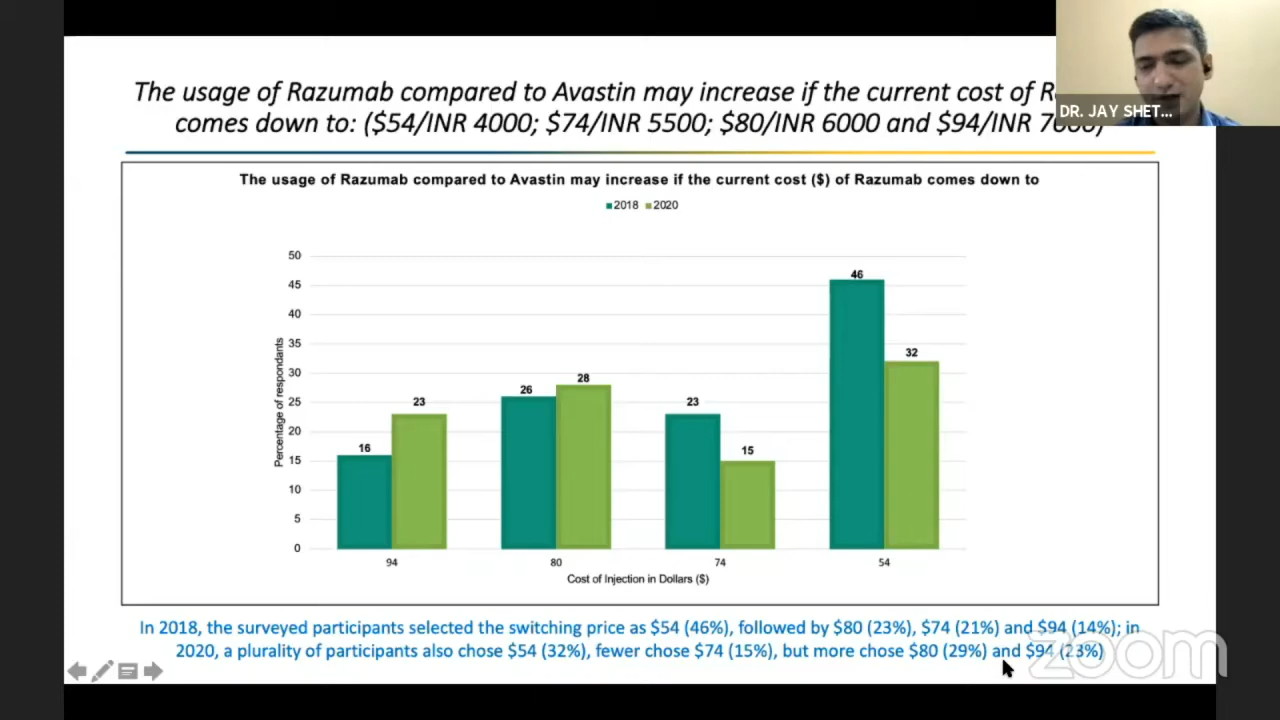 The usage of Razumab compared to Avastin may increase if the current cost of
comes down to: ($54/INR 4000; $74/INR 5500; $80/INR 6000 and $94/INR
DR. JAY SHET...
The usage of Razumab compared to Avastin may increase if the current cost ($) of Razumab comes down to
2018 2020
Percentage of respondants
50
45
40
35
30
25
20
15
10
5
0
16
23
26
28
23
15
46
32
94 80 74 54
Cost of Injection in Dollars ($)
In 2018, the surveyed participants selected the switching price as $54 (46%), followed by $80 (23%), $74 (21%) and $94 (14%); in
2020, a plurality of participants also chose $54 (32%), fewer chose $74 (15%), but more chose $80 (29%) and $94 (23%)
zoom